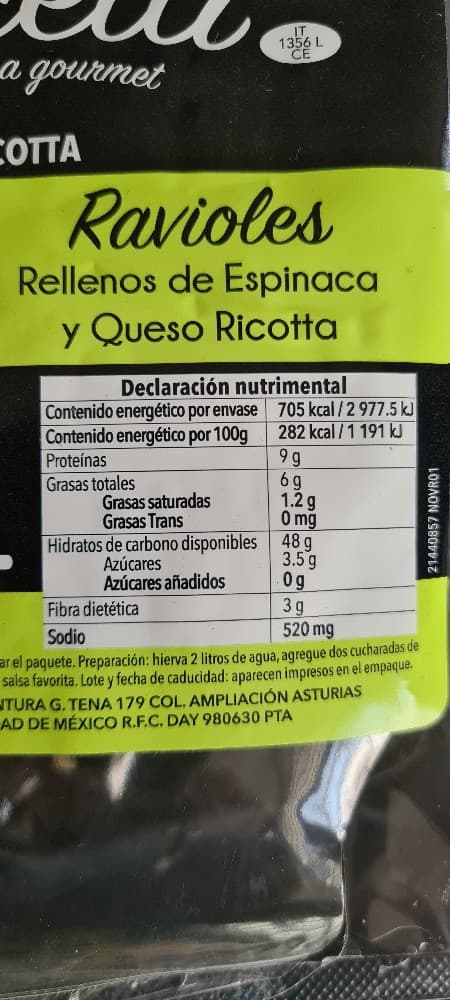 IT
1356 L
CE
a gourmet
COTTA
Ravioles
Rellenos de Espinaca
y Queso Ricotta
Declaración nutrimental
Contenido energético por envase 705 kcal / 2 977.5 kJ
Contenido energético por 100g 282 kcal / 1 191 kJ
Proteínas 9 g
Grasas totales 6 g
Grasas saturadas 1.2 g
Grasas Trans 0 mg
Hidratos de carbono disponibles 48 g
Azúcares 3.5 g
Azúcares añadidos 0 g
Fibra dietética 3 g
Sodio 520 mg
21440857 NOVR01
ar el paquete. Preparación: hierva 2 litros de agua, agregue dos cucharadas de
salsa favorita. Lote y fecha de caducidad: aparecen impresos en el empaque.
NTURA G. TENA 179 COL. AMPLIACIÓN ASTURIAS
AD DE MÉXICO R.F.C. DAY 980630 PTA